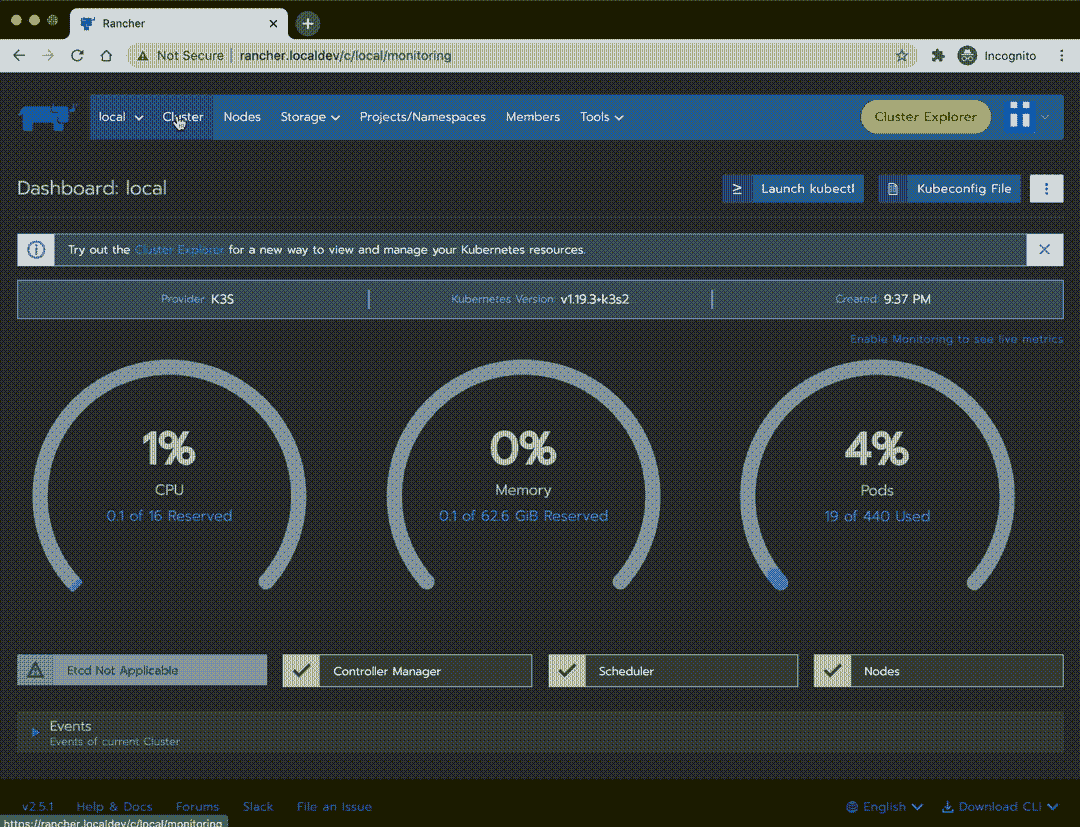 Rancher
Not Secure rancher.localdev/c/local/monitoring Incognito
local Cluster Nodes Storage Projects/Namespaces Members Tools Cluster Explorer
Dashboard: local
Launch kubectl Kubeconfig File
Try out the Cluster Explorer for a new way to view and manage your Kubernetes resources.
Provider K3S Kubernetes Version v1.19.3+k3s2 Created 9:37 PM
Enable Monitoring to see live metrics
1% 0% 4%
CPU Memory Pods
0.1 of 16 Reserved 0.1 of 62.6 GiB Reserved 19 of 440 Used
Etcd Not Applicable Controller Manager Scheduler Nodes
Events
Events of current Cluster
v2.5.1 Help & Docs Forums Slack File an Issue English Download CLI
https://rancher.localdev/c/local/monitoring